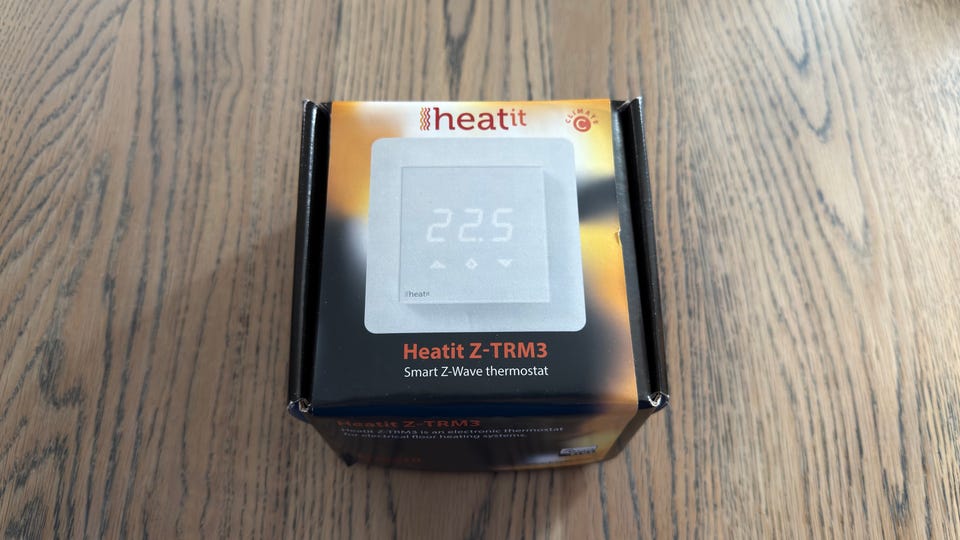 heatit
CLIMATE
C
22.5
heatit
Heatit Z-TRM3
Smart Z-Wave thermostat
Heatit Z-TRM3
Heatit Z-TRM3 is an electronic thermostat
for electrical floor heating systems.